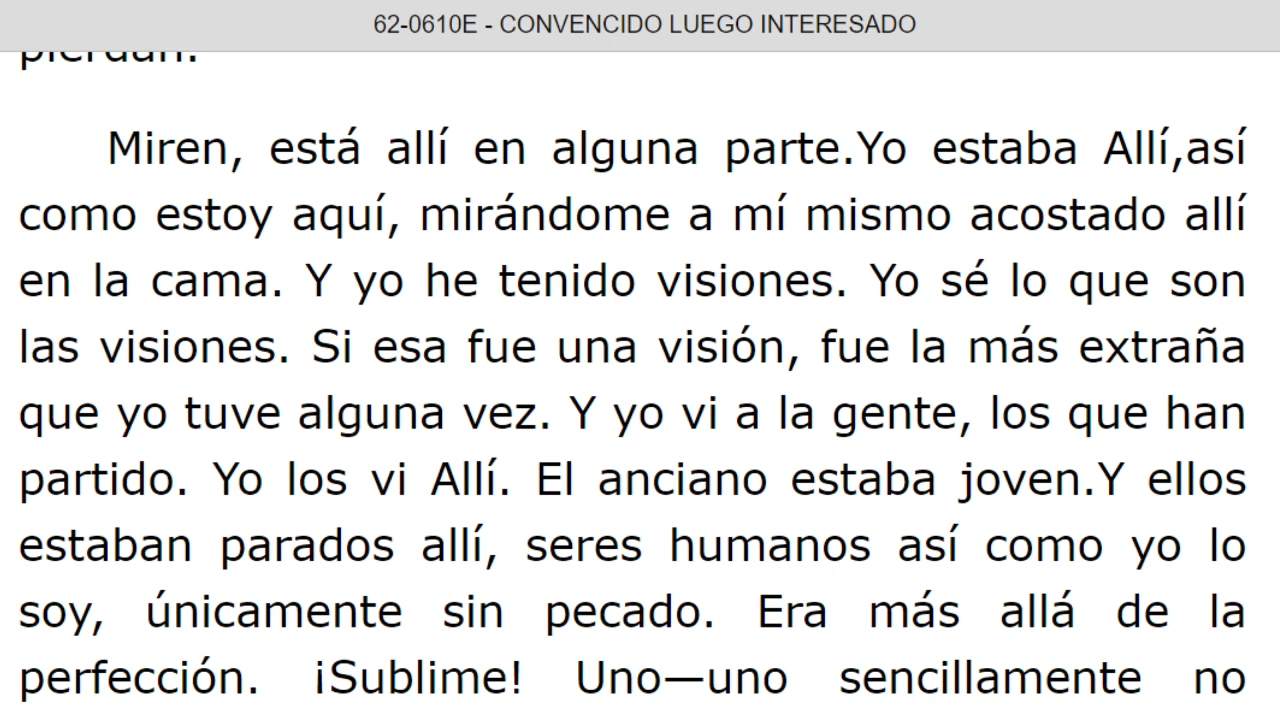 62-0610E - CONVENCIDO LUEGO INTERESADO
pierdan.
Miren, está allí en alguna parte.Yo estaba Allí,así
como estoy aquí, mirándome a mí mismo acostado allí
en la cama. Y yo he tenido visiones. Yo sé lo que son
las visiones. Si esa fue una visión, fue la más extraña
que yo tuve alguna vez. Y yo vi a la gente, los que han
partido. Yo los vi Allí. El anciano estaba joven.Y ellos
estaban parados allí, seres humanos así como yo lo
soy, únicamente sin pecado. Era más allá de la
perfección. ¡Sublime! Uno—uno sencillamente no